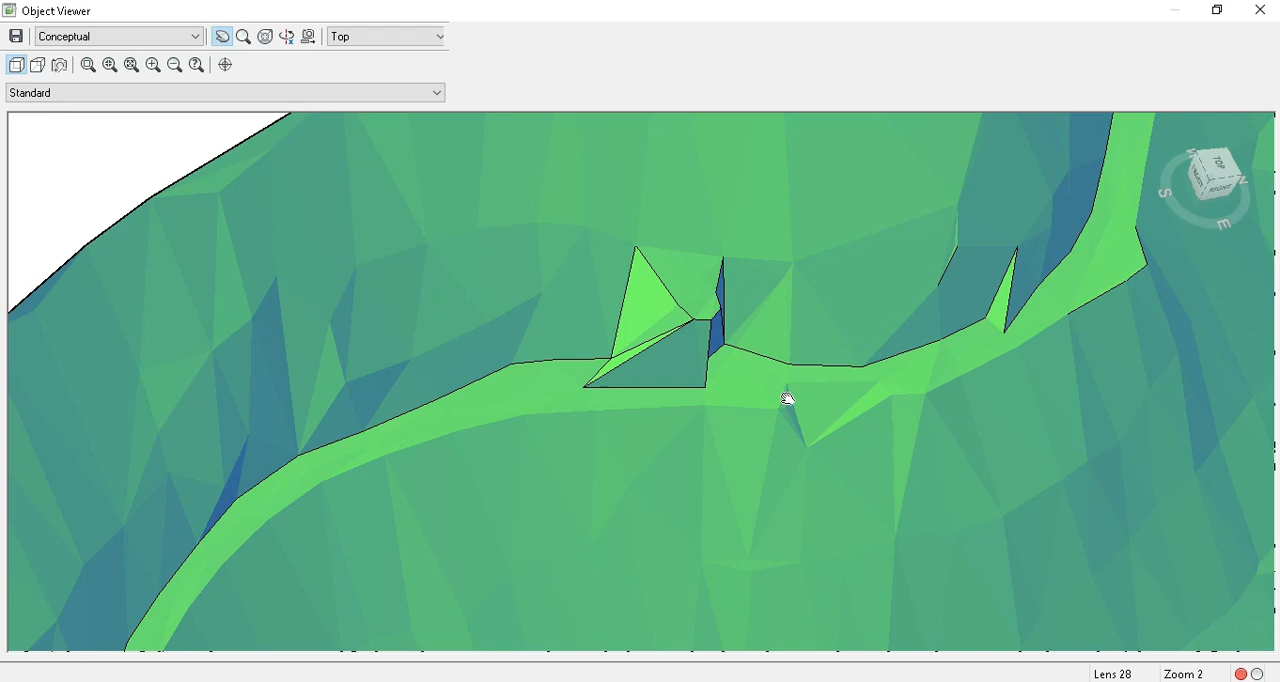 Object Viewer
Conceptual
Top
Standard
TOP
RIGHT
N
S
E
Lens 28
Zoom 2